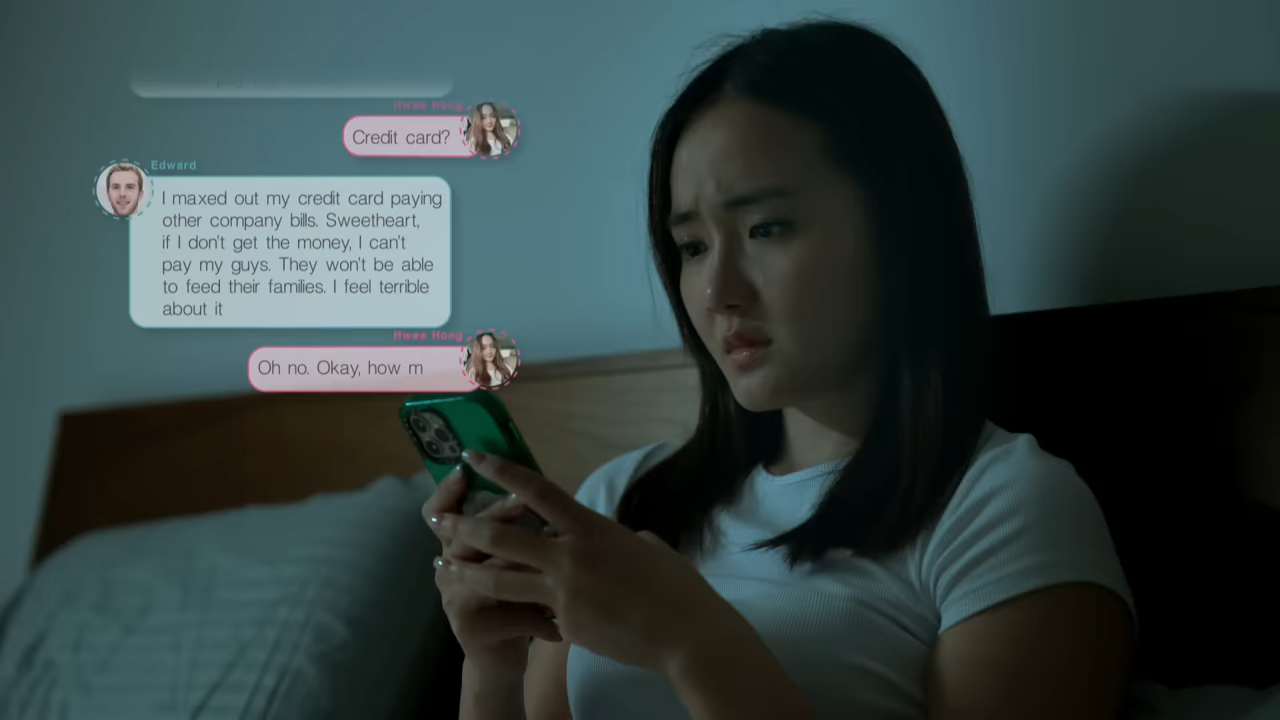 Hwee Hong
Credit card?
Edward
I maxed out my credit card paying
other company bills. Sweetheart,
if I don't get the money, I can't
pay my guys. They won't be able
to feed their families. I feel terrible
about it
Hwee Hong
Oh no. Okay, how m